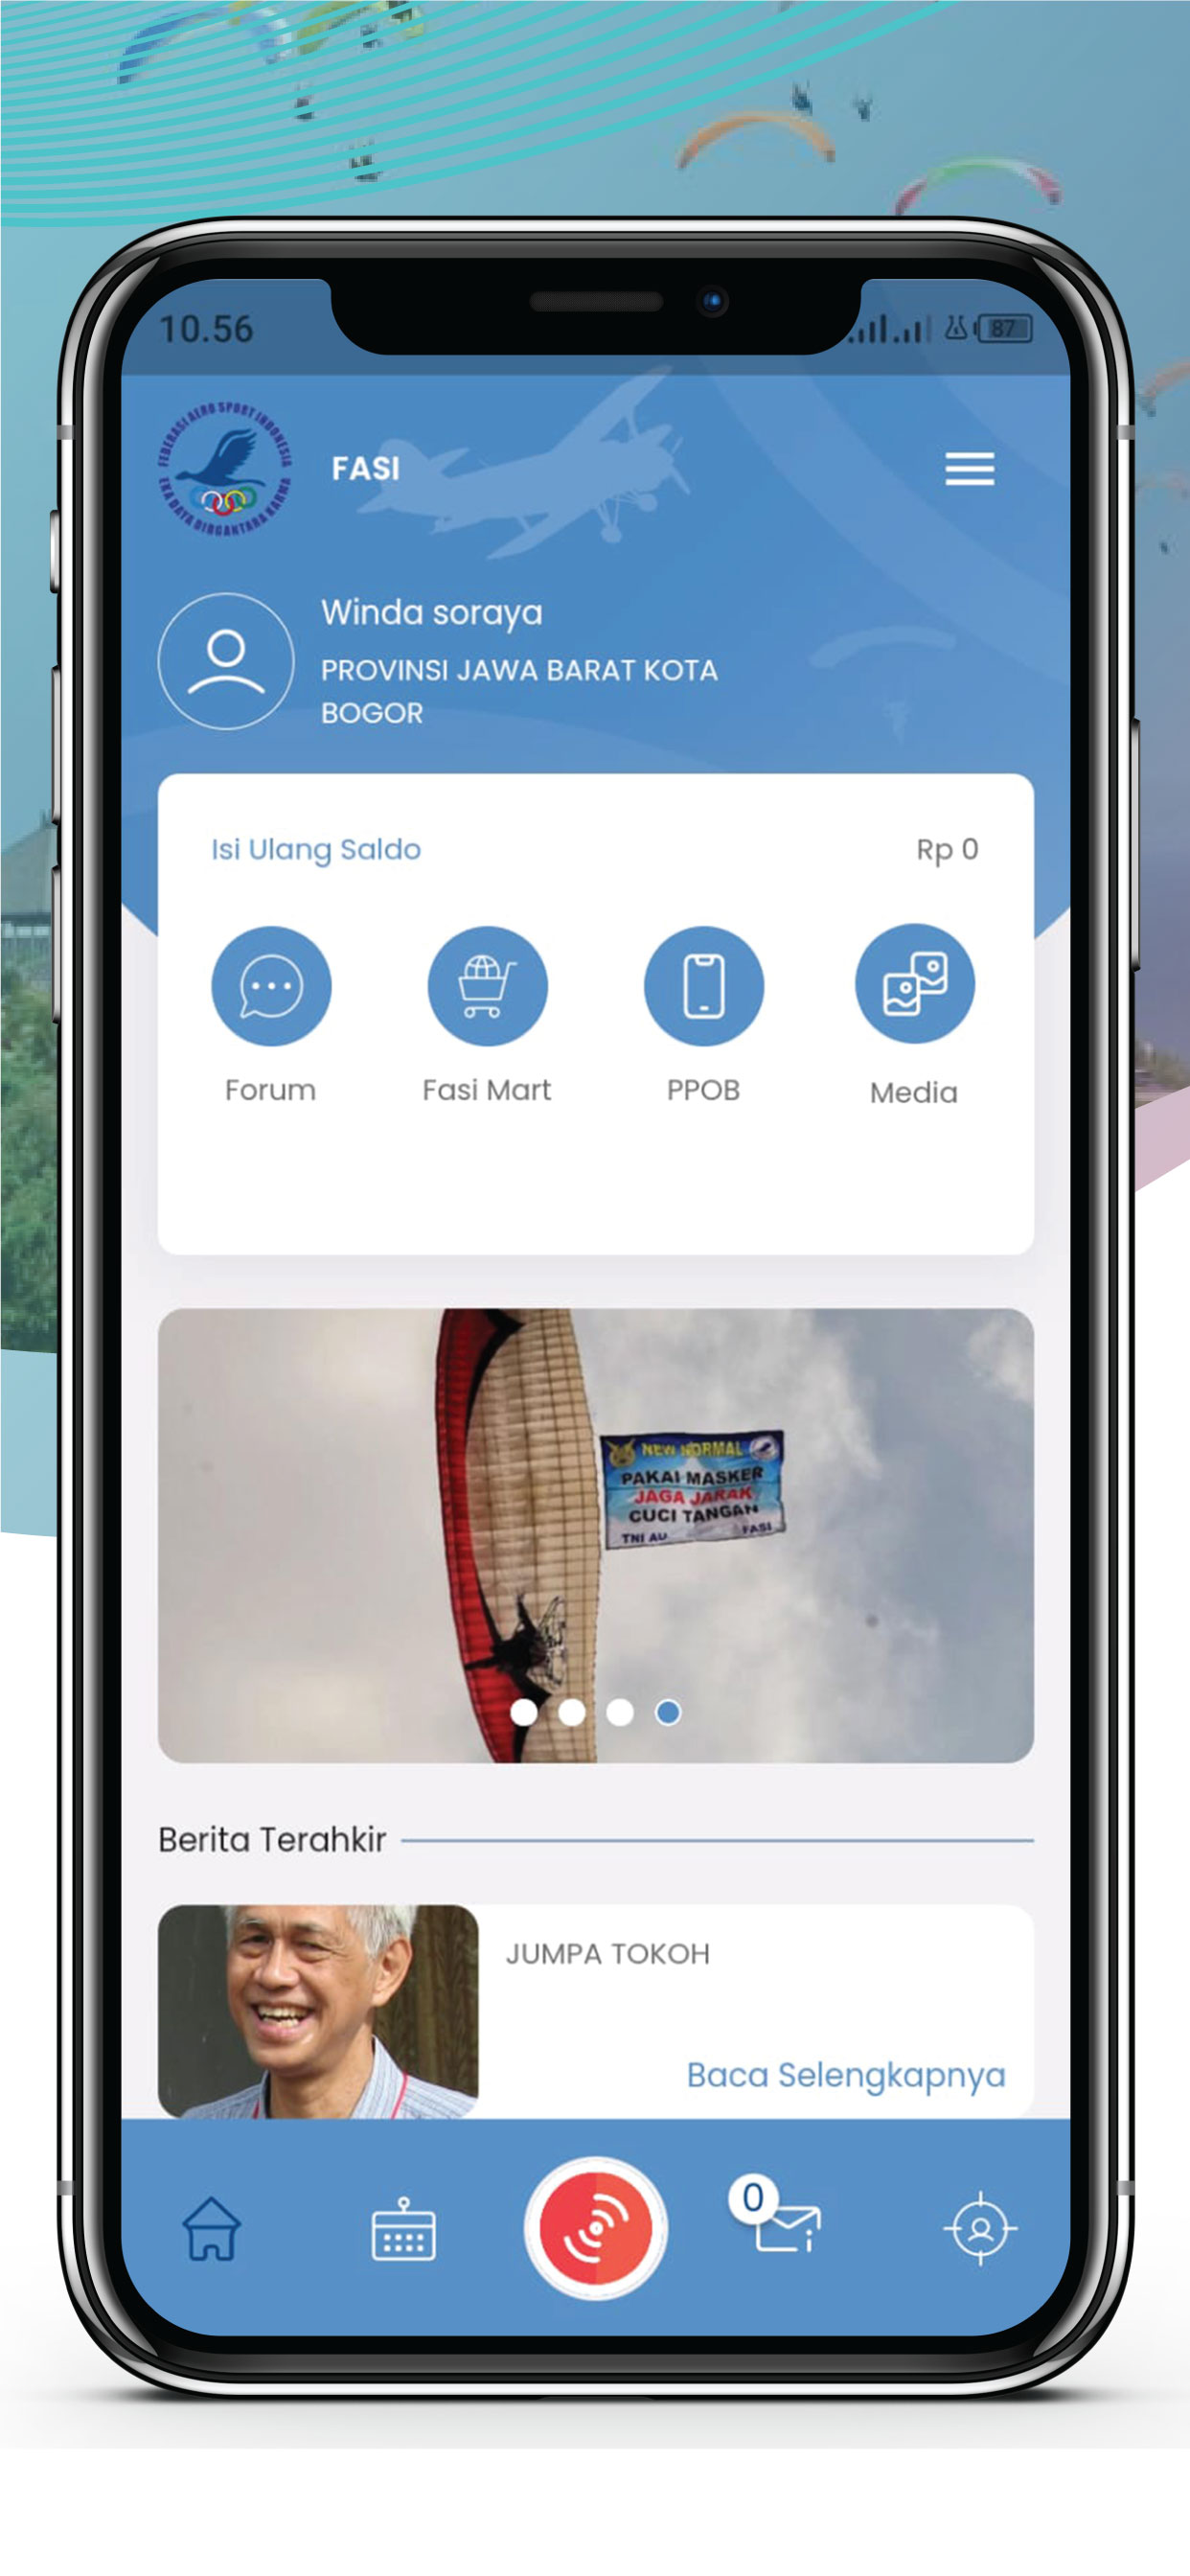 10.56
87
FEDERASI AERO SPORT INDONESIA
EKA DAYA DIRGANTARA KARMA
FASI
Winda soraya
PROVINSI JAWA BARAT KOTA
BOGOR
Isi Ulang Saldo
Rp 0
Forum
Fasi Mart
PPOB
Media
NEW NORMAL
PAKAI MASKER
JAGA JARAK
CUCI TANGAN
TNI AU FASI
Berita Terahkir
JUMPA TOKOH
Baca Selengkapnya
0